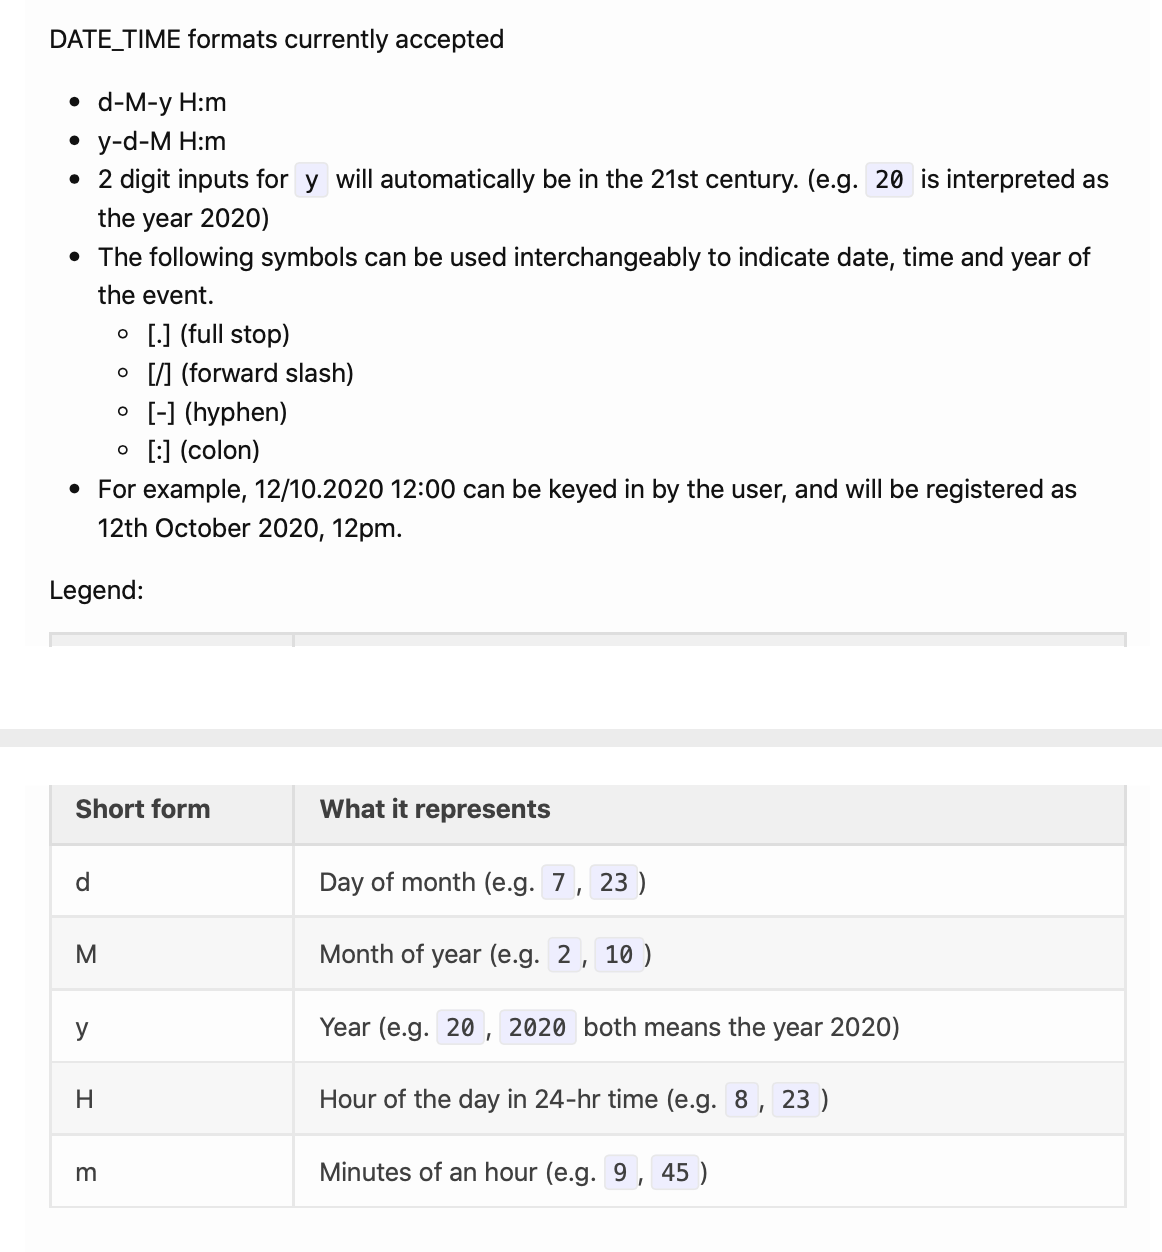 DATE_TIME formats currently accepted
• d-M-y H:m
• y-d-M H:m
• 2 digit inputs for y will automatically be in the 21st century. (e.g. 20 is interpreted as
the year 2020)
• The following symbols can be used interchangeably to indicate date, time and year of
the event.
◦ [.] (full stop)
◦ [/] (forward slash)
◦ [-] (hyphen)
◦ [:] (colon)
• For example, 12/10.2020 12:00 can be keyed in by the user, and will be registered as
12th October 2020, 12pm.
Legend:
Short form What it represents
d Day of month (e.g. 7, 23)
M Month of year (e.g. 2, 10)
y Year (e.g. 20, 2020 both means the year 2020)
H Hour of the day in 24-hr time (e.g. 8, 23)
m Minutes of an hour (e.g. 9, 45)